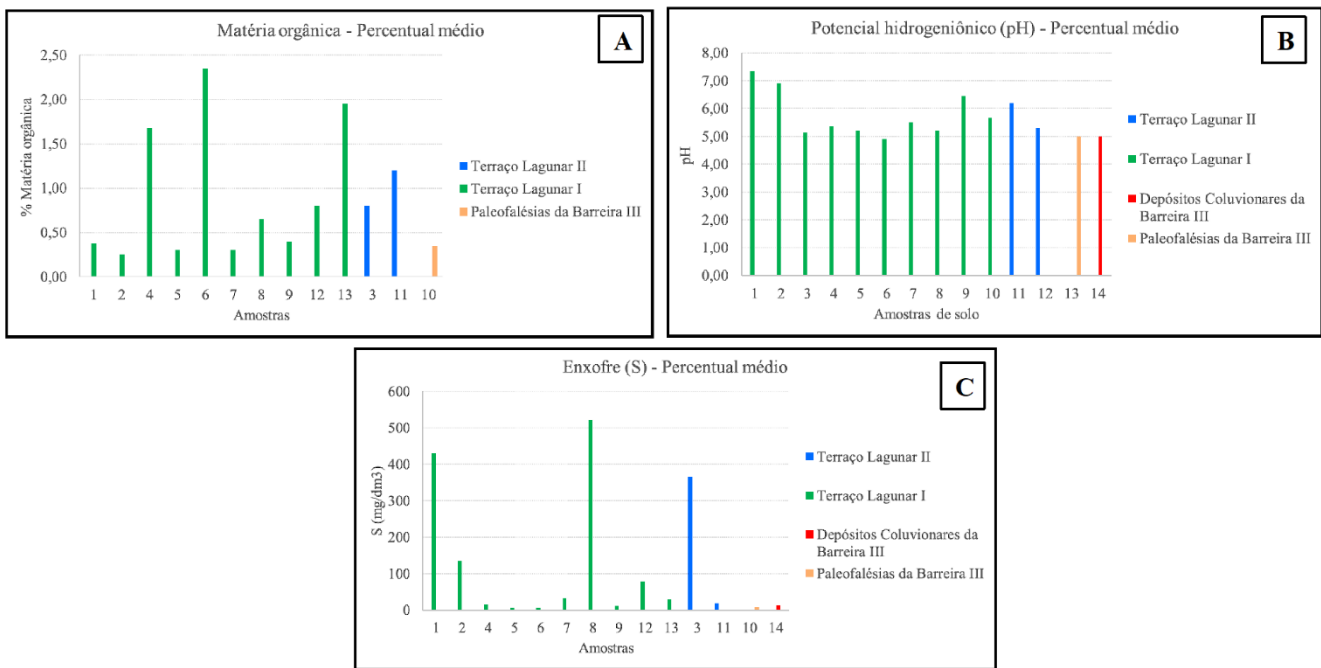 Matéria orgânica - Percentual médio
A
% Matéria orgânica
2,50
2,00
1,50
1,00
0,50
0,00
1 2 4 5 6 7 8 9 12 13 3 11 10
Amostras
Terraço Lagunar II
Terraço Lagunar I
Paleofalésias da Barreira III
Potencial hidrogeniônico (pH) - Percentual médio
B
pH
8,00
7,00
6,00
5,00
4,00
3,00
2,00
1,00
0,00
1 2 3 4 5 6 7 8 9 10 11 12 13 14
Amostras de solo
Terraço Lagunar II
Terraço Lagunar I
Depósitos Coluvionares da
Barreira III
Paleofalésias da Barreira III
Enxofre (S) - Percentual médio
C
S (mg/dm3)
600
500
400
300
200
100
0
1 2 4 5 6 7 8 9 12 13 3 11 10 14
Amostras
Terraço Lagunar II
Terraço Lagunar I
Depósitos Coluvionares da
Barreira III
Paleofalésias da Barreira III